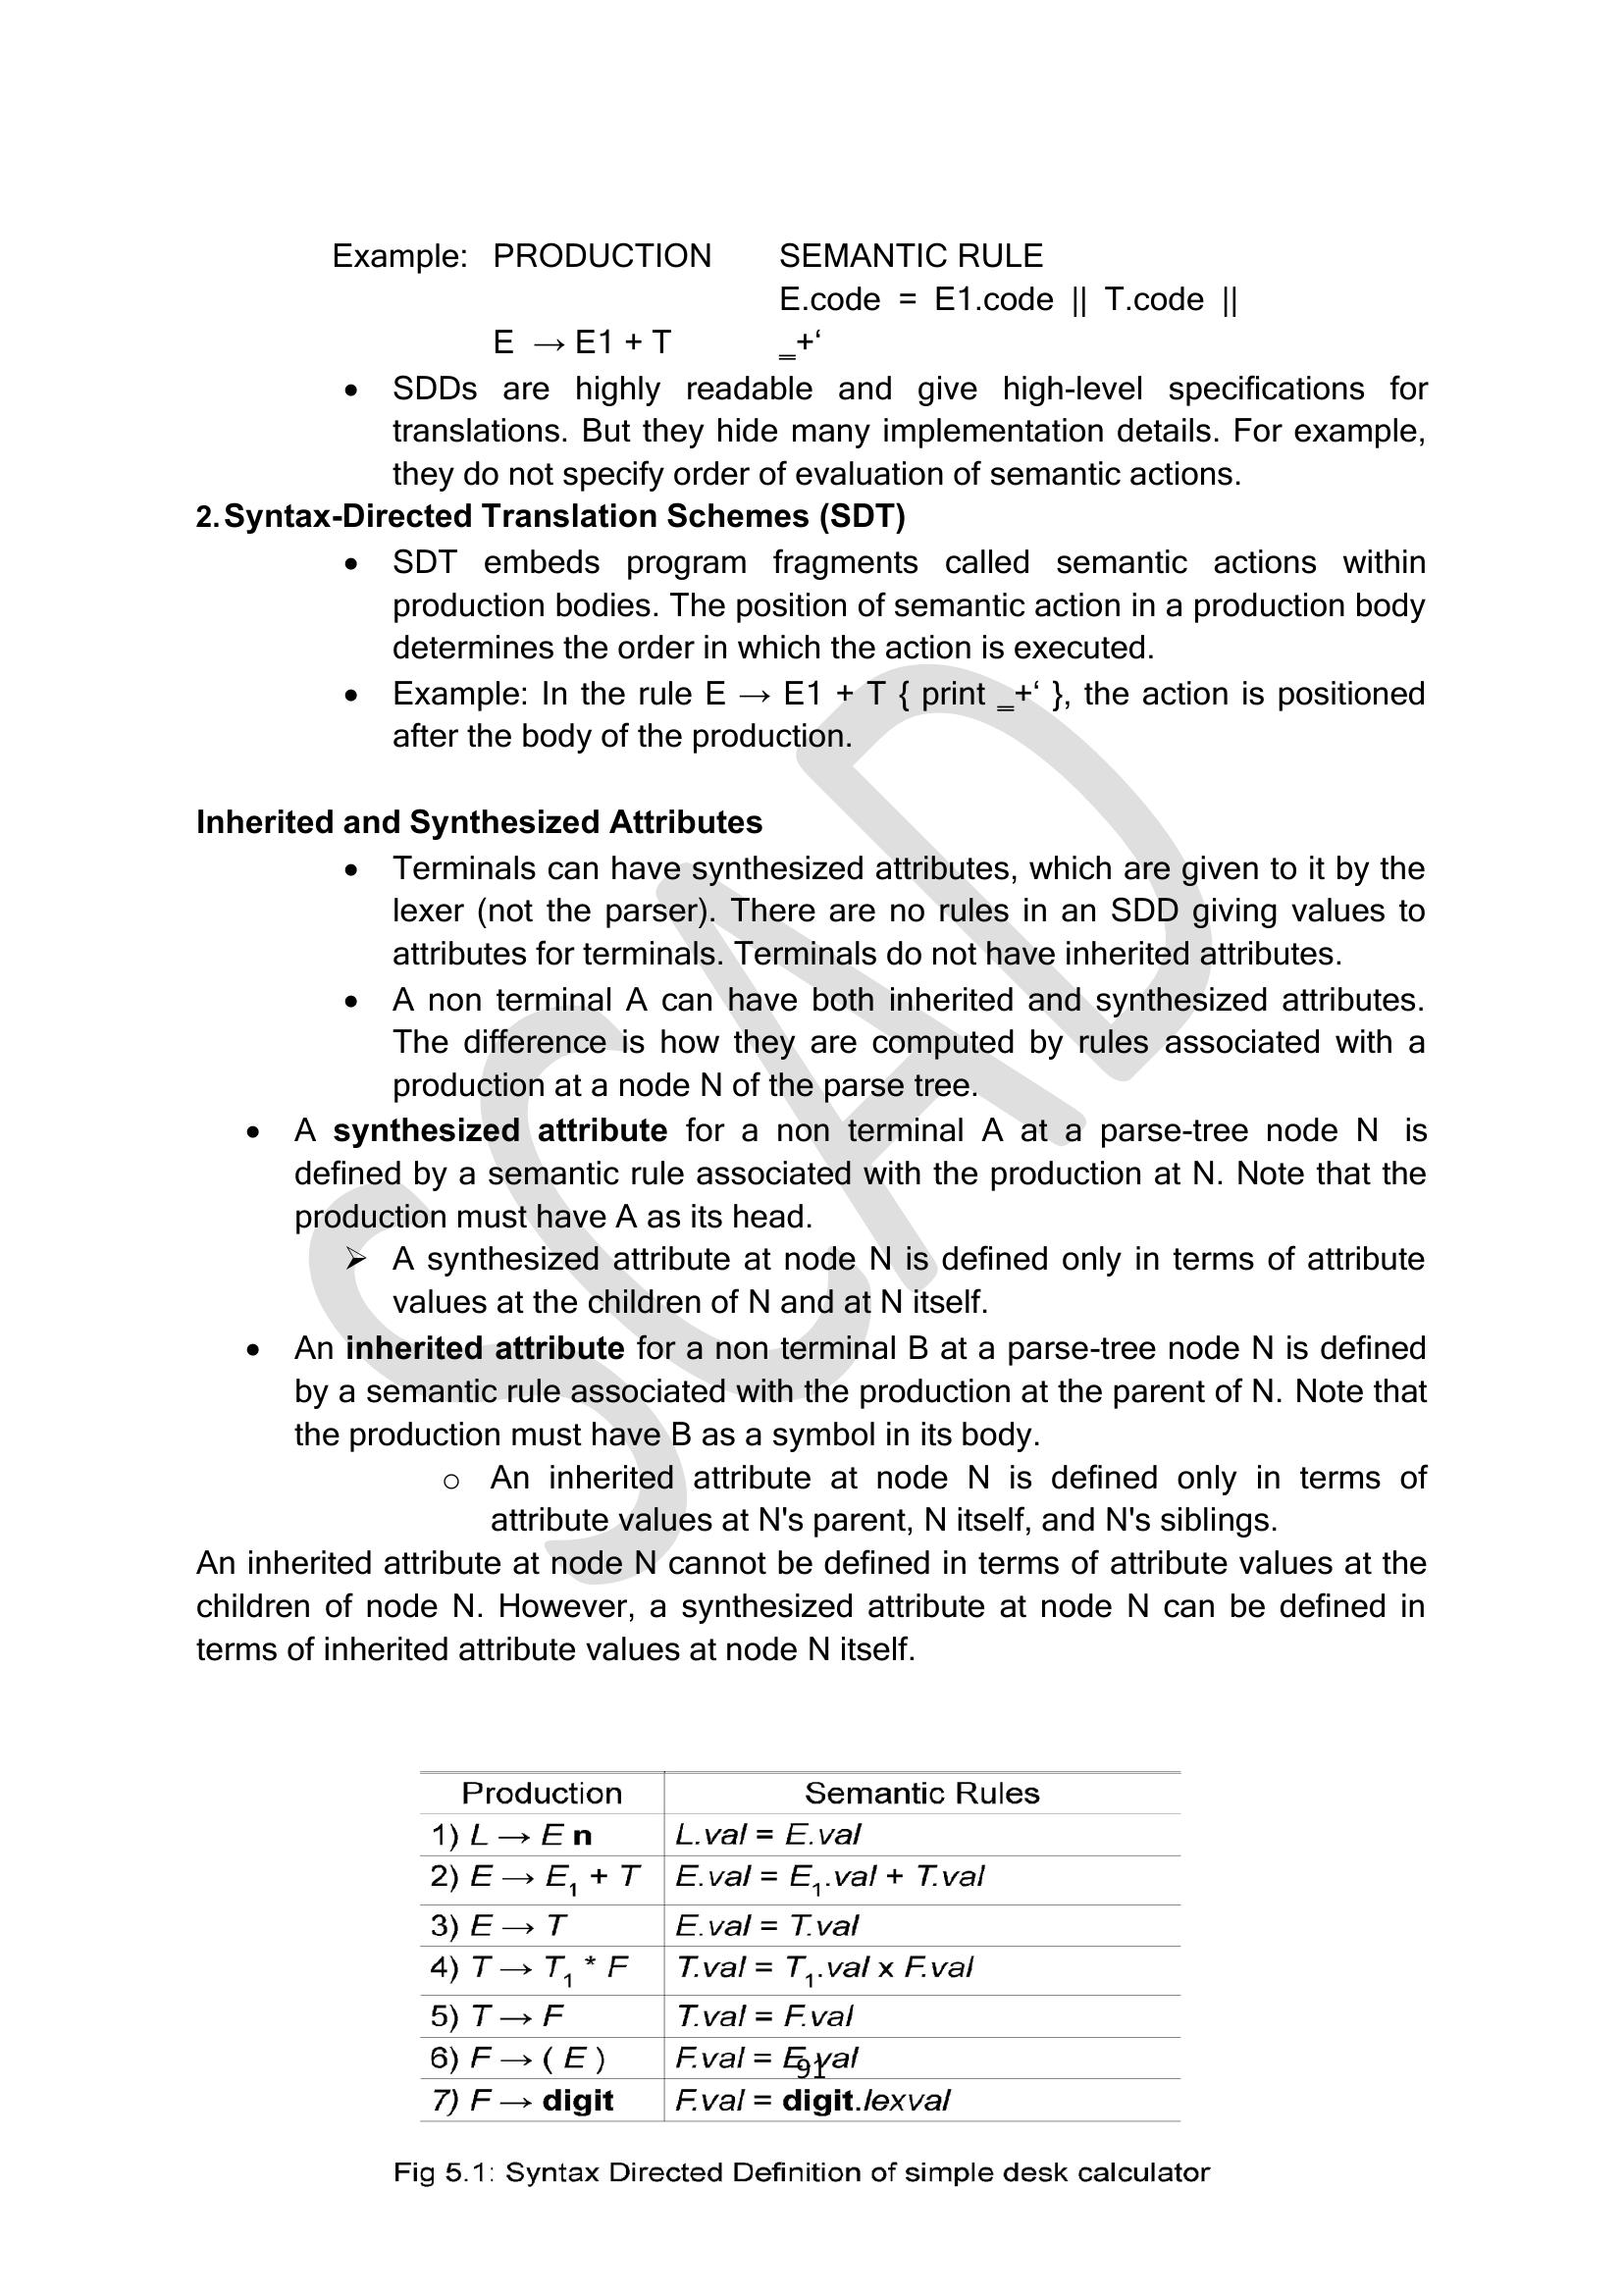 Example: PRODUCTION SEMANTIC RULE
E.code = E1.code || T.code ||
E → E1 + T ‗+‘
• SDDs are highly readable and give high-level specifications for
translations. But they hide many implementation details. For example,
they do not specify order of evaluation of semantic actions.
2. Syntax-Directed Translation Schemes (SDT)
• SDT embeds program fragments called semantic actions within
production bodies. The position of semantic action in a production body
determines the order in which the action is executed.
• Example: In the rule E → E1 + T { print ‗+‘ }, the action is positioned
after the body of the production.
Inherited and Synthesized Attributes
• Terminals can have synthesized attributes, which are given to it by the
lexer (not the parser). There are no rules in an SDD giving values to
attributes for terminals. Terminals do not have inherited attributes.
• A non terminal A can have both inherited and synthesized attributes.
The difference is how they are computed by rules associated with a
production at a node N of the parse tree.
• A synthesized attribute for a non terminal A at a parse-tree node N is
defined by a semantic rule associated with the production at N. Note that the
production must have A as its head.
➢ A synthesized attribute at node N is defined only in terms of attribute
values at the children of N and at N itself.
• An inherited attribute for a non terminal B at a parse-tree node N is defined
by a semantic rule associated with the production at the parent of N. Note that
the production must have B as a symbol in its body.
○ An inherited attribute at node N is defined only in terms of
attribute values at N's parent, N itself, and N's siblings.
An inherited attribute at node N cannot be defined in terms of attribute values at the
children of node N. However, a synthesized attribute at node N can be defined in
terms of inherited attribute values at node N itself.
SCAD
Production Semantic Rules
1) L → E n L.val = E.val
2) E → E₁ + T E.val = E₁.val + T.val
3) E → T E.val = T.val
4) T → T₁ * F T.val = T₁.val x F.val
5) T → F T.val = F.val
6) F → ( E ) F.val = E.val
91
7) F → digit F.val = digit.lexval
Fig 5.1: Syntax Directed Definition of simple desk calculator